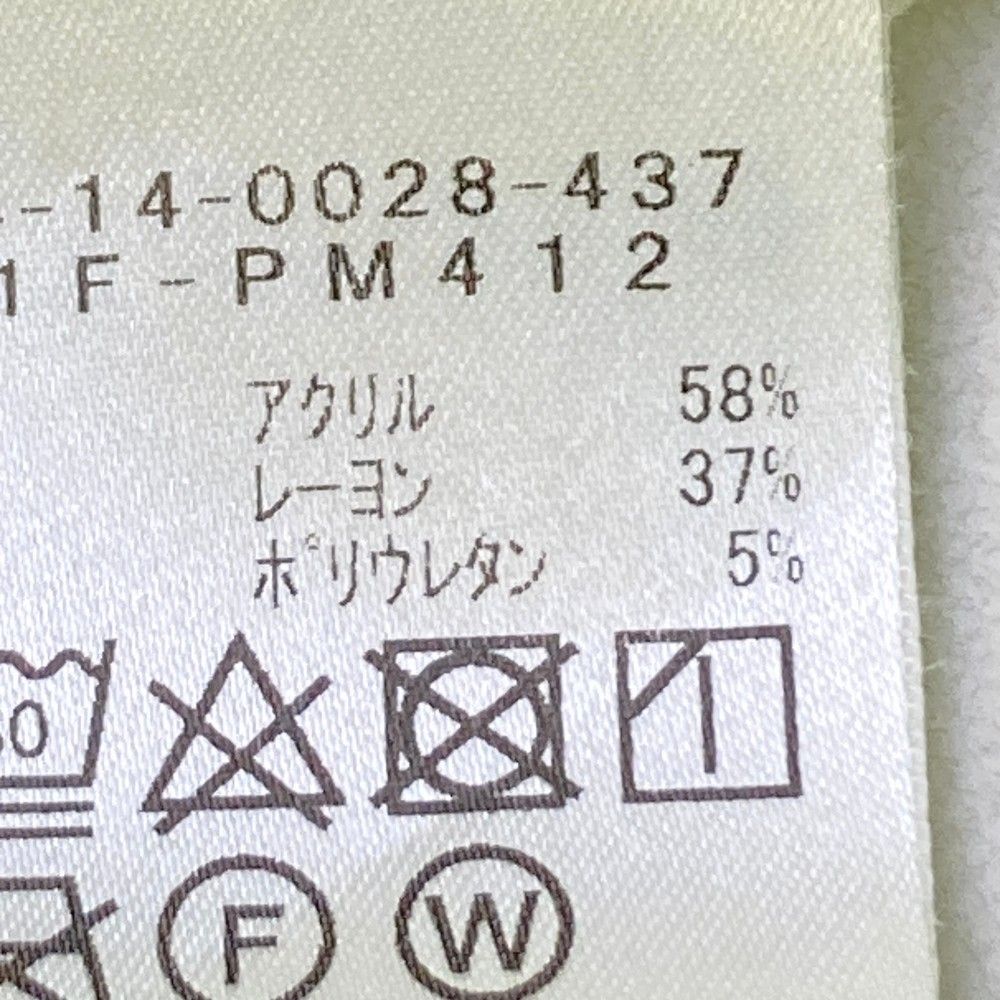 -14-0028-437
1F-PM412
アクリル 58%
レーヨン 37%
ポリウレタン 5%
F W